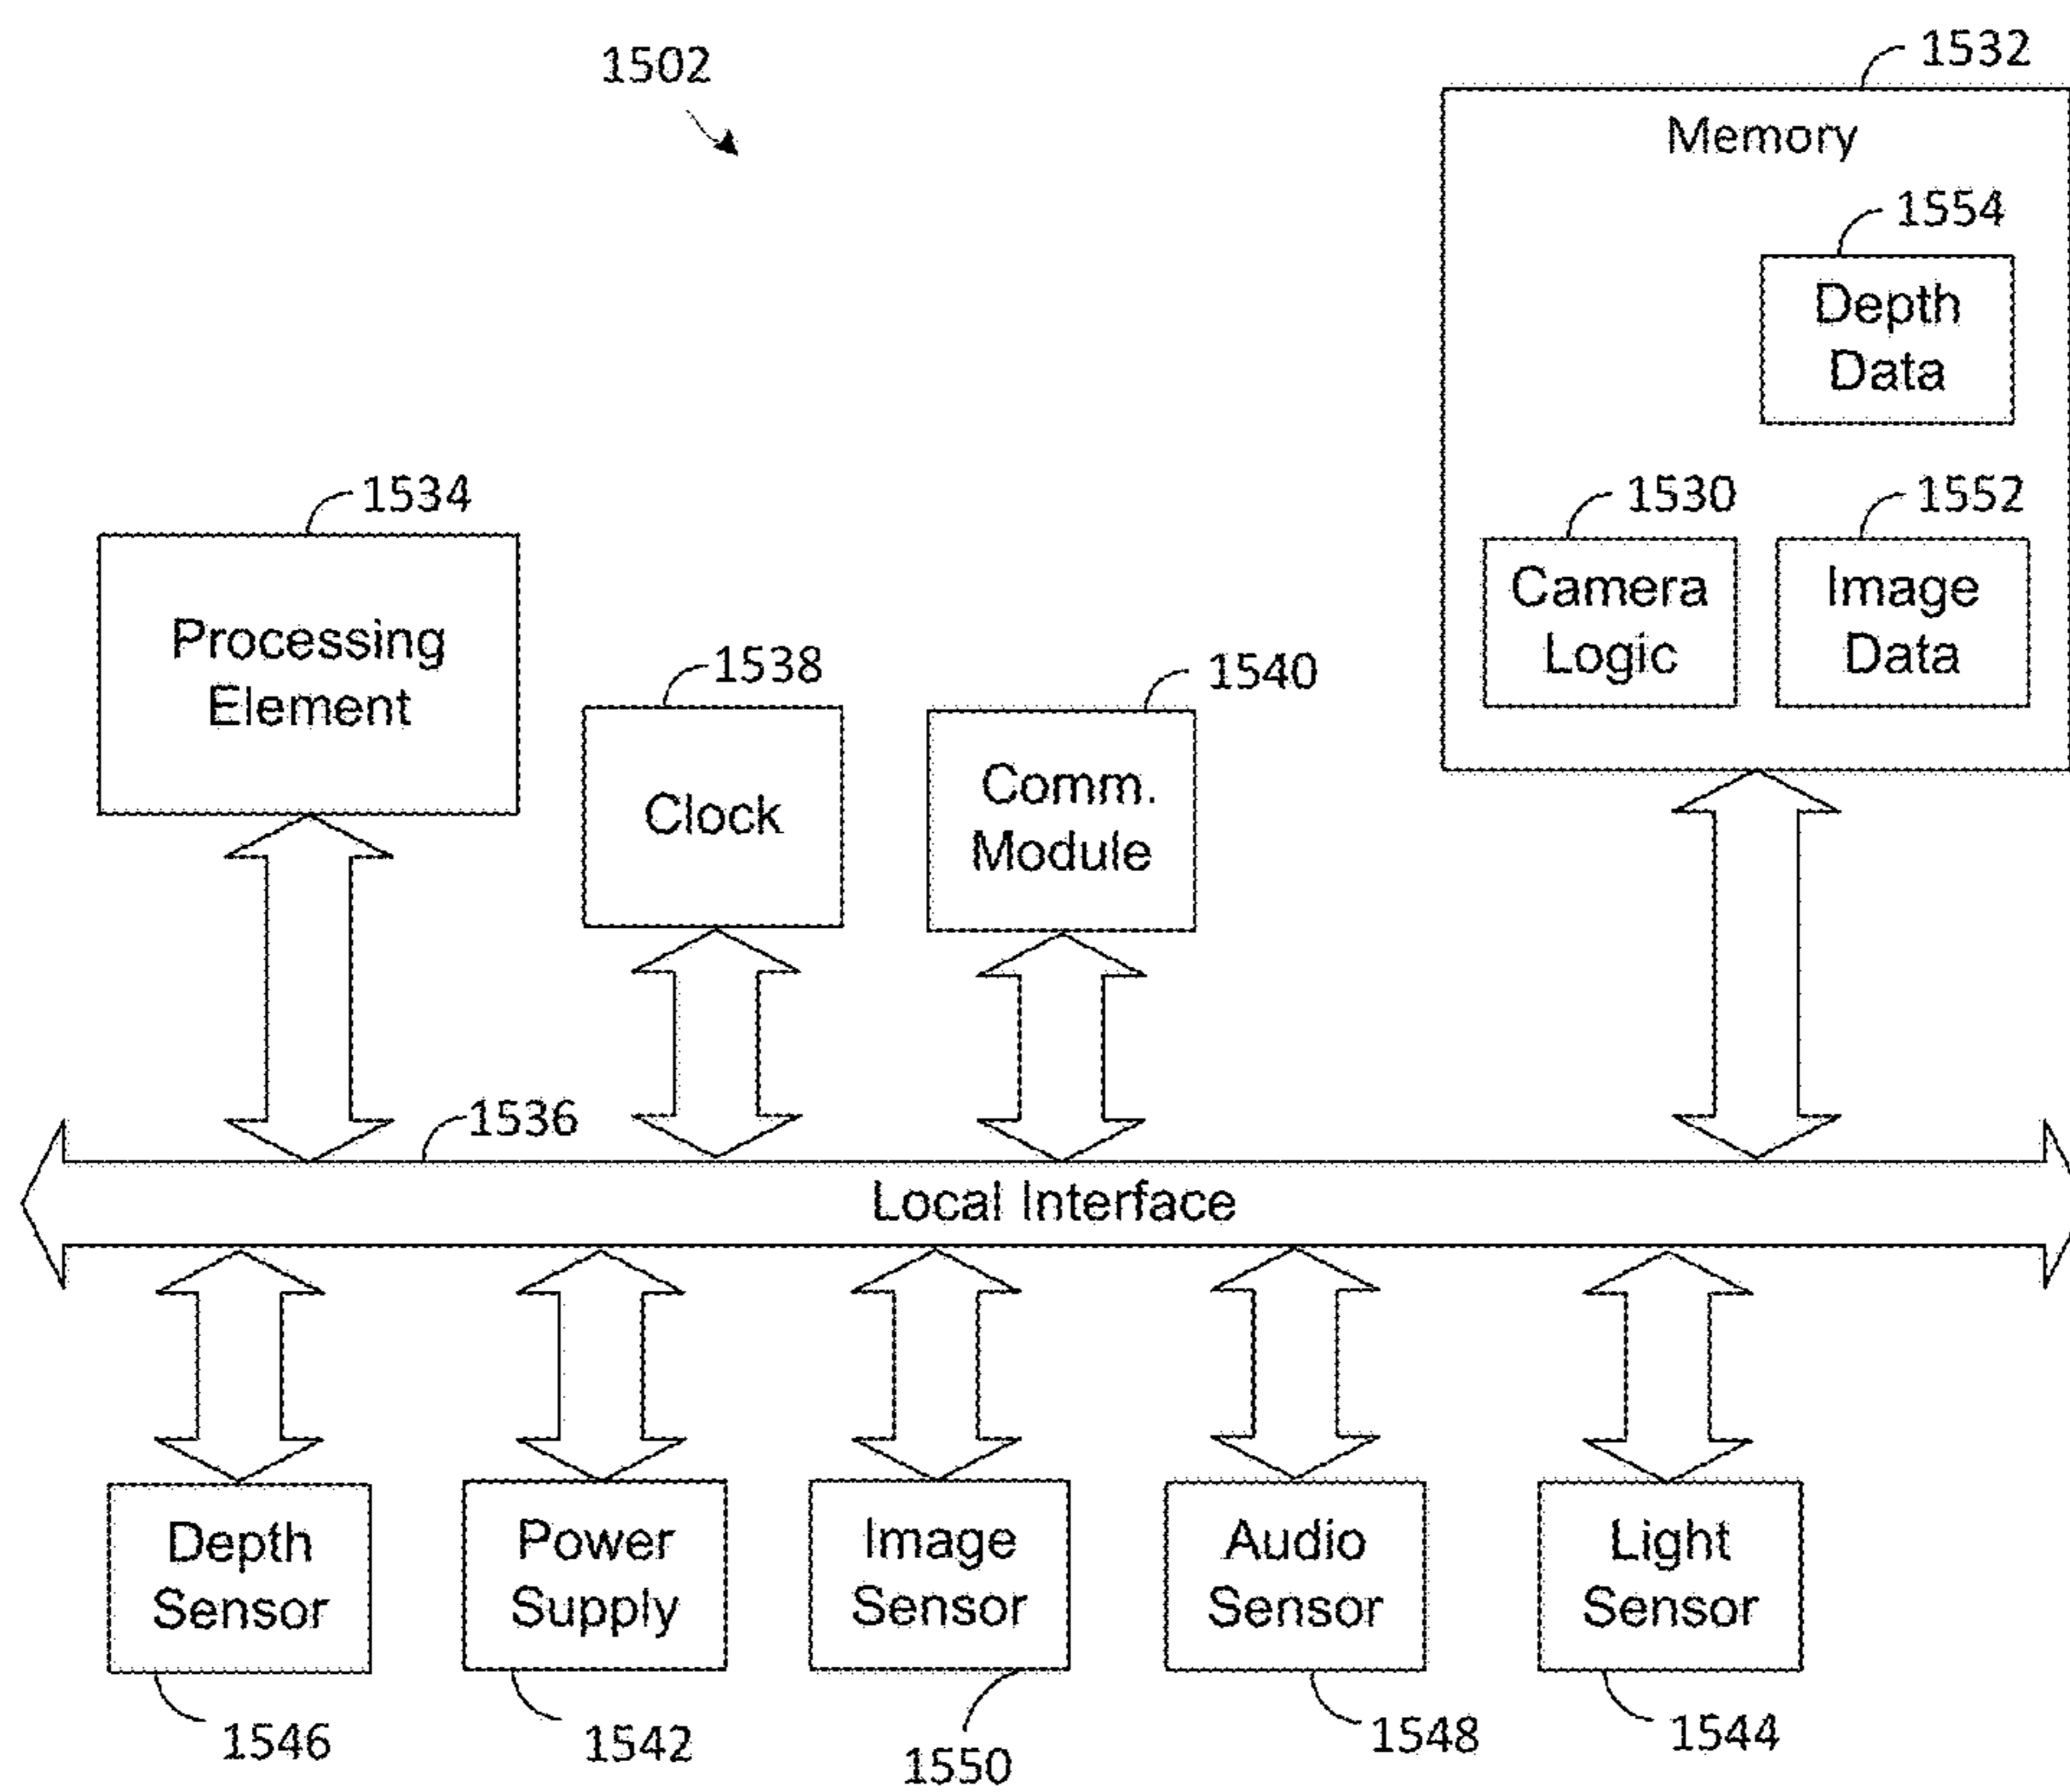 1502
1532
Memory
1554
Depth
Data
1534
1530
1552
Processing
Element
Camera
Logic
Image
Data
1538
1540
Clock
Comm.
Module
1536
Local Interface
Depth
Sensor
Power
Supply
Image
Sensor
Audio
Sensor
Light
Sensor
1546
1542
1550
1548
1544